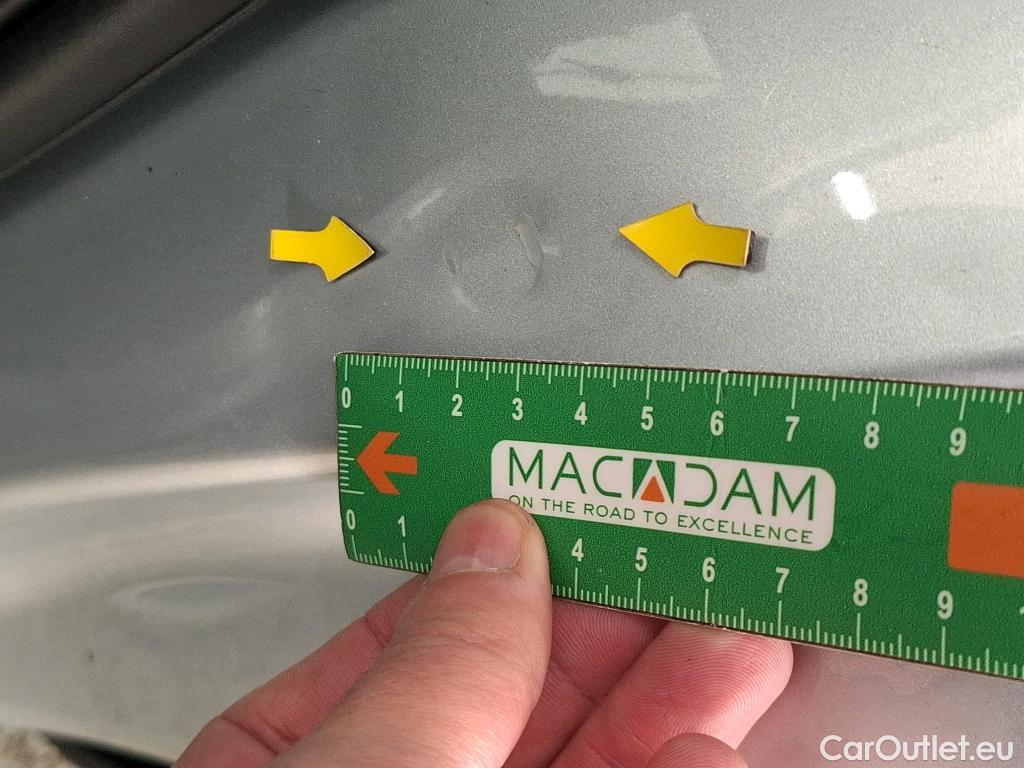 0 1 2 3 4 5 6 7 8 9
MACADAM
ON THE ROAD TO EXCELLENCE
0 1 4 5 6 7 8 9
CarOutlet.eu